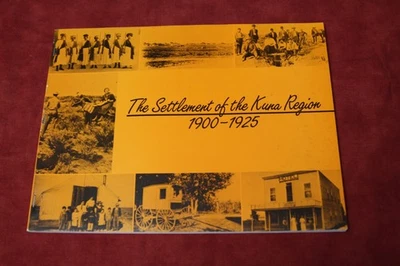 The Settlement of the Kuna Region
1900-1925